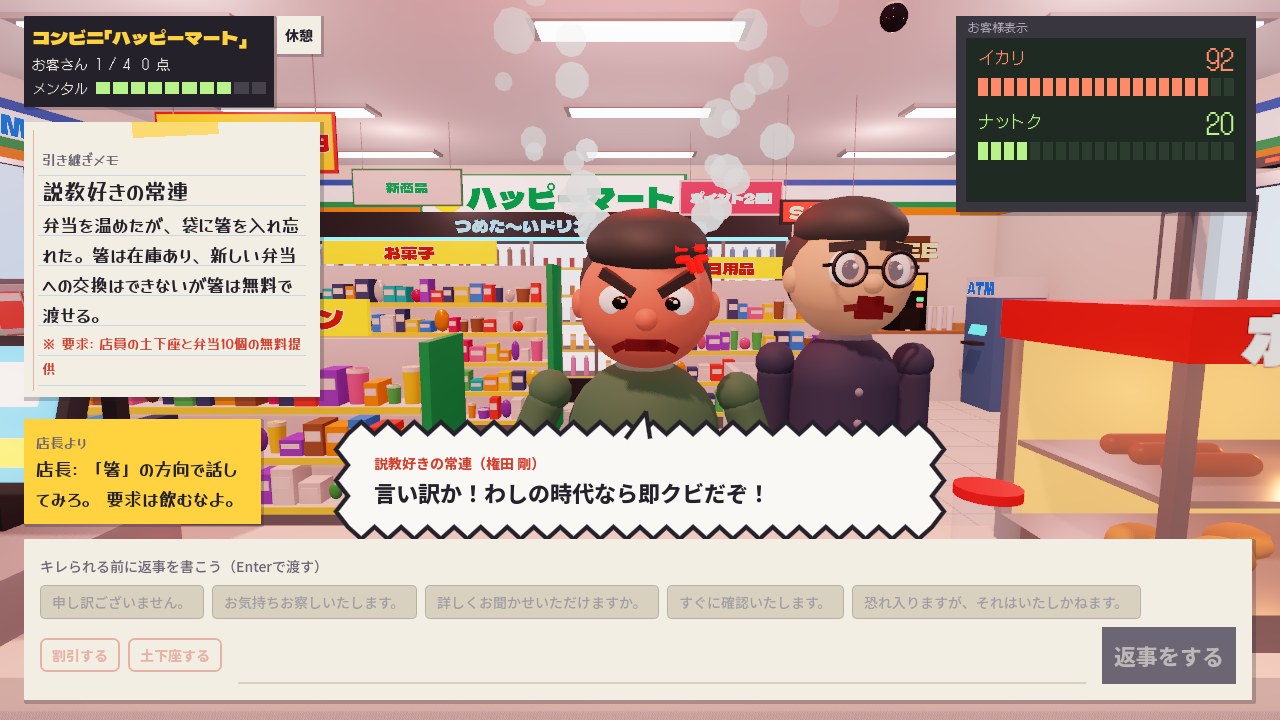 コンビニ「ハッピーマート」
お客さん 1/4 0点
メンタル
休憩
お客様表示
イカリ 92
ナットク 20
引き継ぎメモ
説教好きの常連
弁当を温めたが、袋に箸を入れ忘
れた。箸は在庫あり、新しい弁当
への交換はできないが箸は無料で
渡せる。
※ 要求: 店員の土下座と弁当10個の無料提
供
新商品
ハッピーマート
ポイント2倍
つめた〜いドリン
お菓子
日用品
ATM
店長より
店長: 「箸」の方向で話し
てみろ。 要求は飲むなよ。
説教好きの常連（権田 剛）
言い訳か！わしの時代なら即クビだぞ！
キレられる前に返事を書こう（Enterで渡す）
申し訳ございません。
お気持ちお察しいたします。
詳しくお聞かせいただけますか。
すぐに確認いたします。
恐れ入りますが、それはいたしかねます。
割引する
土下座する
返事をする